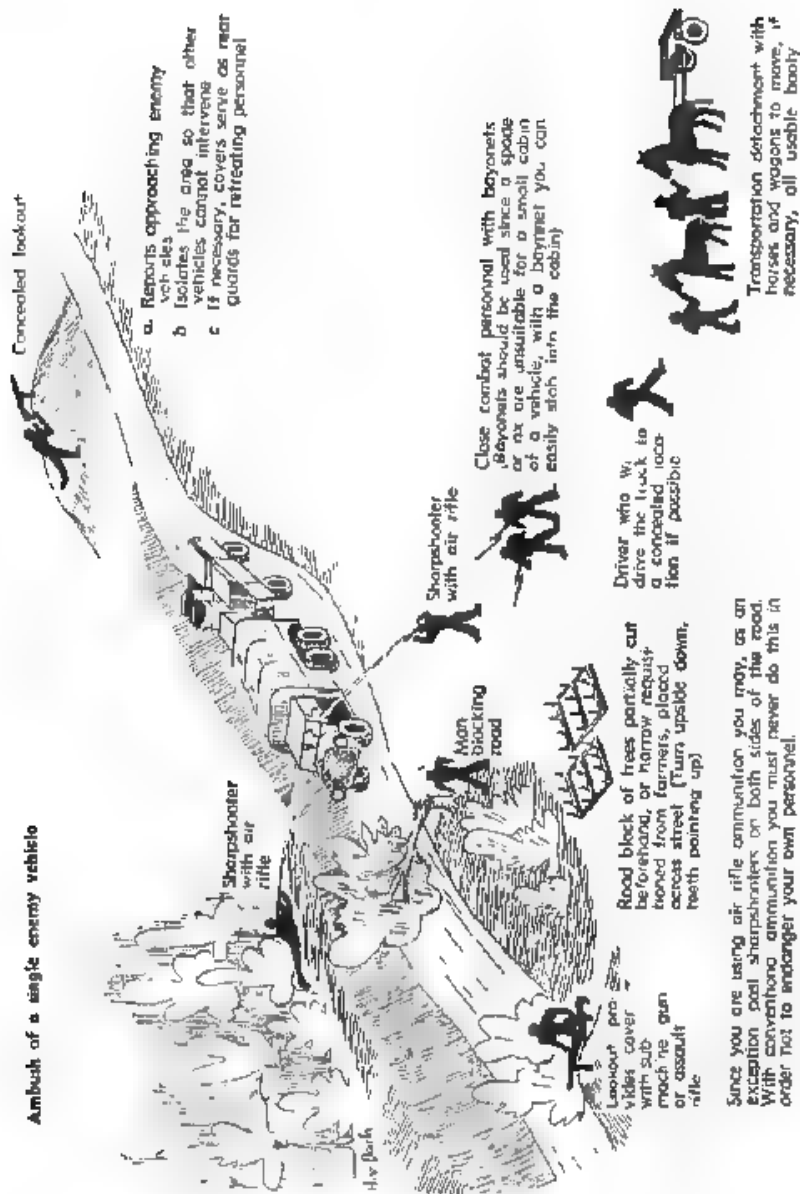 Ambush of a single enemy vehicle
Concealed lookout
a. Reports approaching enemy
vehicles
b Isolates the area so that other
vehicles cannot intervene
c If necessary, covers serve as rear
guards for retreating personnel
Sharpshooter
with air
rifle
Sharpshooter
with air rifle
Close combat personnel with bayonets
(Bayonets should be used since a spade
or ax are unsuitable for a small cabin
of a vehicle, with a bayonet you can
easily stab into the cabin)
Man
blocking
road
H.v Dach
Lookout pro-
vides cover
with sub
machine gun
or assault
rifle
Road block of trees partially cut
beforehand, or harrow requisi-
tioned from farmers, placed
across street (Turn upside down,
teeth pointing up)
Driver who will
drive the truck to
a concealed loca-
tion if possible
Transportation detachment with
horses and wagons to move, if
necessary, all usable booty
Since you are using air rifle ammunition you may, as an
exception post sharpshooters on both sides of the road.
With conventional ammunition you must never do this in
order not to endanger your own personnel.